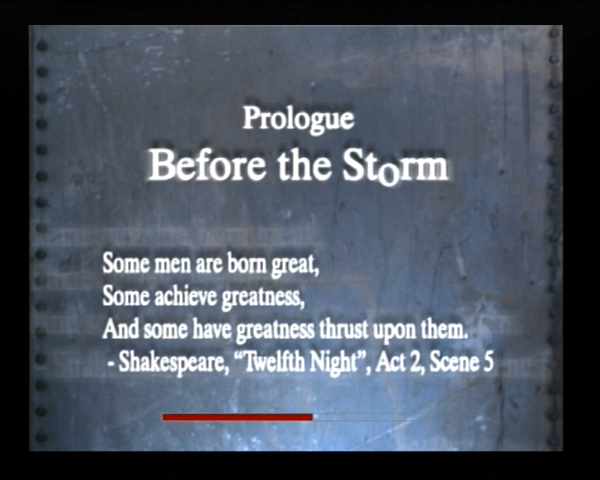 Prologue
Before the Storm
Some men are born great,
Some achieve greatness,
And some have greatness thrust upon them.
- Shakespeare, “Twelfth Night”, Act 2, Scene 5